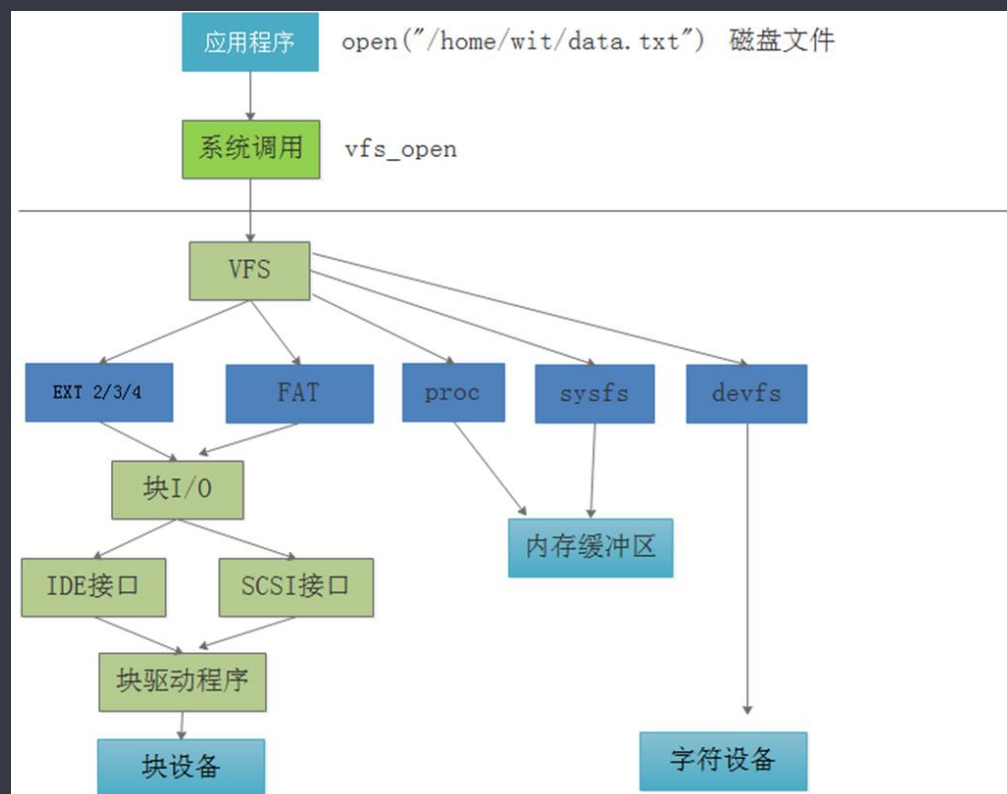 应用程序 open("/home/wit/data.txt") 磁盘文件
系统调用 vfs_open
VFS
EXT 2/3/4 FAT proc sysfs devfs
块I/O
内存缓冲区
IDE接口 SCSI接口
块驱动程序
块设备 字符设备